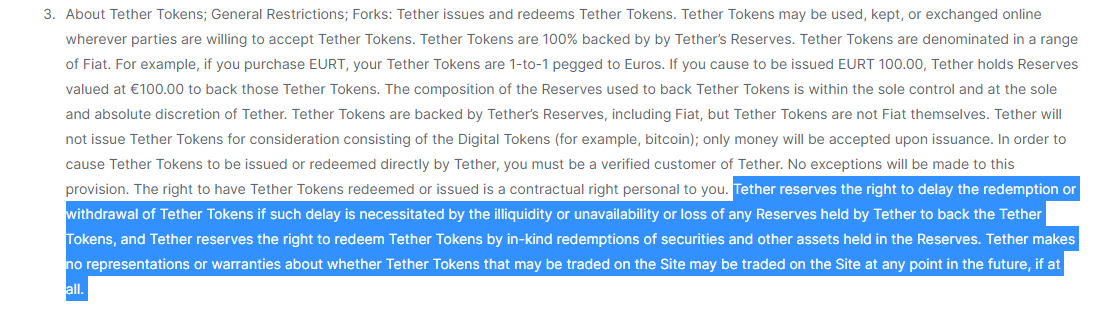 3. About Tether Tokens; General Restrictions; Forks: Tether issues and redeems Tether Tokens. Tether Tokens may be used, kept, or exchanged online
wherever parties are willing to accept Tether Tokens. Tether Tokens are 100% backed by by Tether's Reserves. Tether Tokens are denominated in a range
of Fiat. For example, if you purchase EURT, your Tether Tokens are 1-to-1 pegged to Euros. If you cause to be issued EURT 100.00, Tether holds Reserves
valued at €100.00 to back those Tether Tokens. The composition of the Reserves used to back Tether Tokens is within the sole control and at the sole
and absolute discretion of Tether. Tether Tokens are backed by Tether's Reserves, including Fiat, but Tether Tokens are not Fiat themselves. Tether will
not issue Tether Tokens for consideration consisting of the Digital Tokens (for example, bitcoin); only money will be accepted upon issuance. In order to
cause Tether Tokens to be issued or redeemed directly by Tether, you must be a verified customer of Tether. No exceptions will be made to this
provision. The right to have Tether Tokens redeemed or issued is a contractual right personal to you. Tether reserves the right to delay the redemption or
withdrawal of Tether Tokens if such delay is necessitated by the illiquidity or unavailability or loss of any Reserves held by Tether to back the Tether
Tokens, and Tether reserves the right to redeem Tether Tokens by in-kind redemptions of securities and other assets held in the Reserves. Tether makes
no representations or warranties about whether Tether Tokens that may be traded on the Site may be traded on the Site at any point in the future, if at
all.